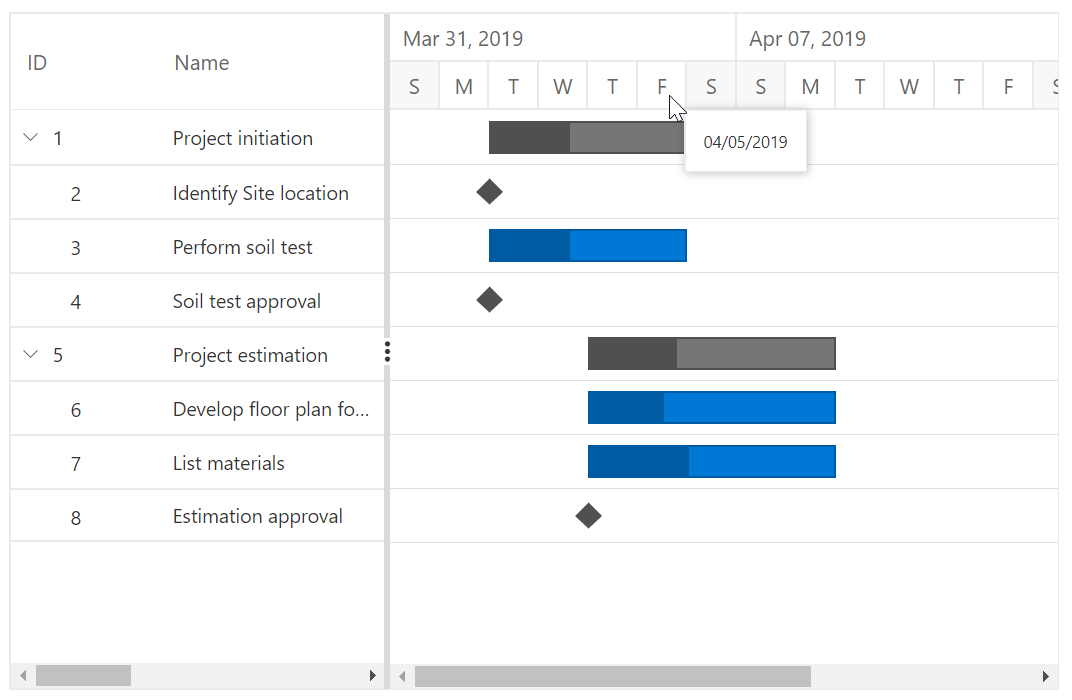 ID Name Mar 31, 2019 Apr 07, 2019
S M T W T F S S M T W T F S
1 Project initiation 04/05/2019
2 Identify Site location
3 Perform soil test
4 Soil test approval
5 Project estimation
6 Develop floor plan fo...
7 List materials
8 Estimation approval